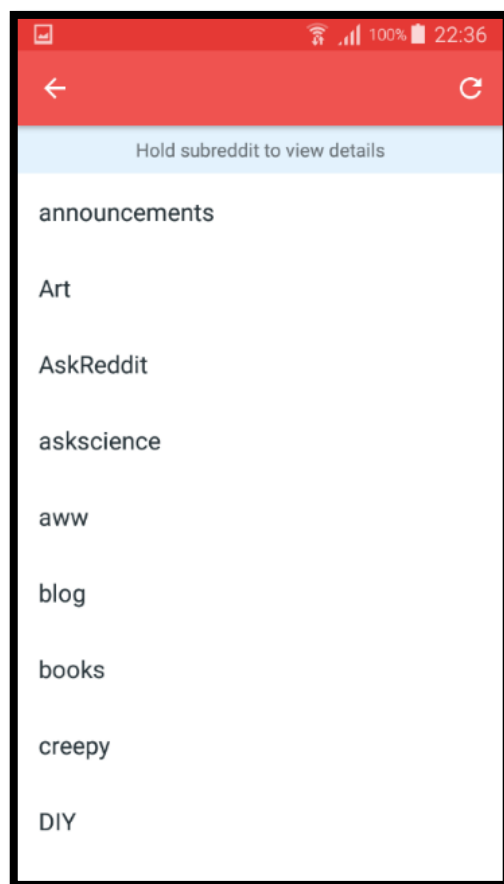 100% 22:36
Hold subreddit to view details
announcements
Art
AskReddit
askscience
aww
blog
books
creepy
DIY